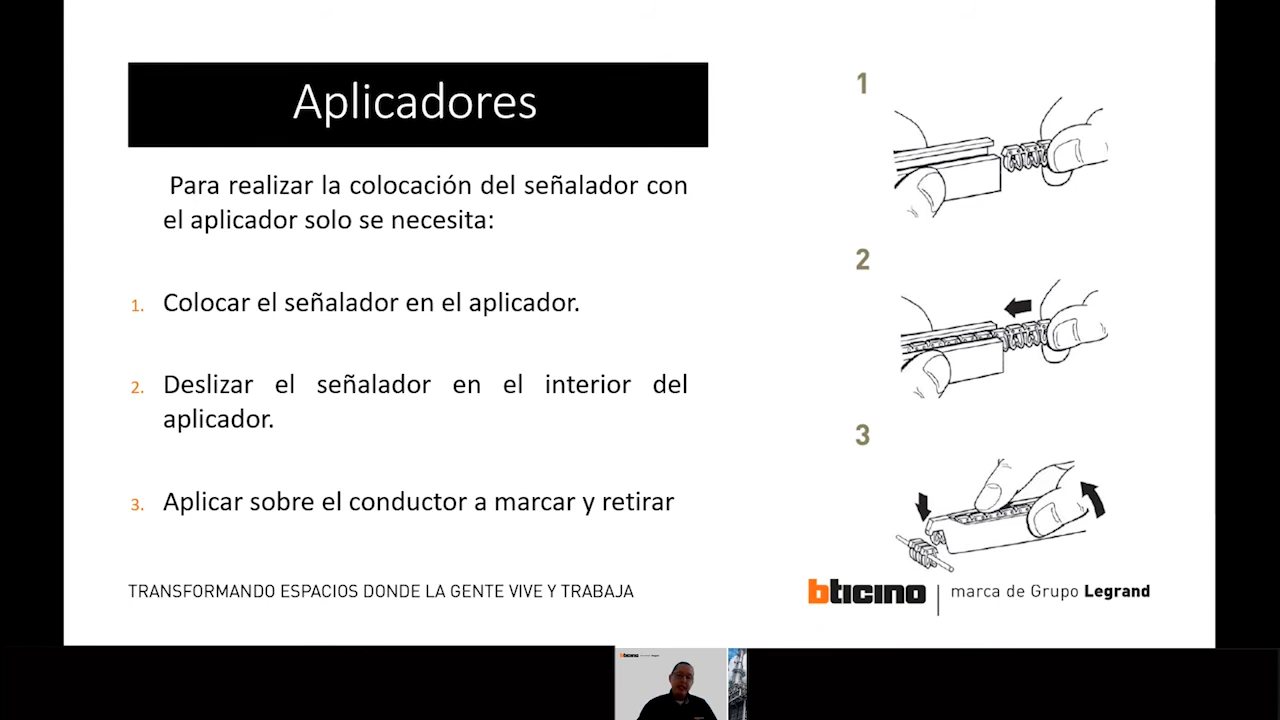 Aplicadores
Para realizar la colocación del señalador con
el aplicador solo se necesita:
1. Colocar el señalador en el aplicador.
2. Deslizar el señalador en el interior del
aplicador.
3. Aplicar sobre el conductor a marcar y retirar
1
2
3
TRANSFORMANDO ESPACIOS DONDE LA GENTE VIVE Y TRABAJA
bticino
marca de Grupo Legrand
bticino